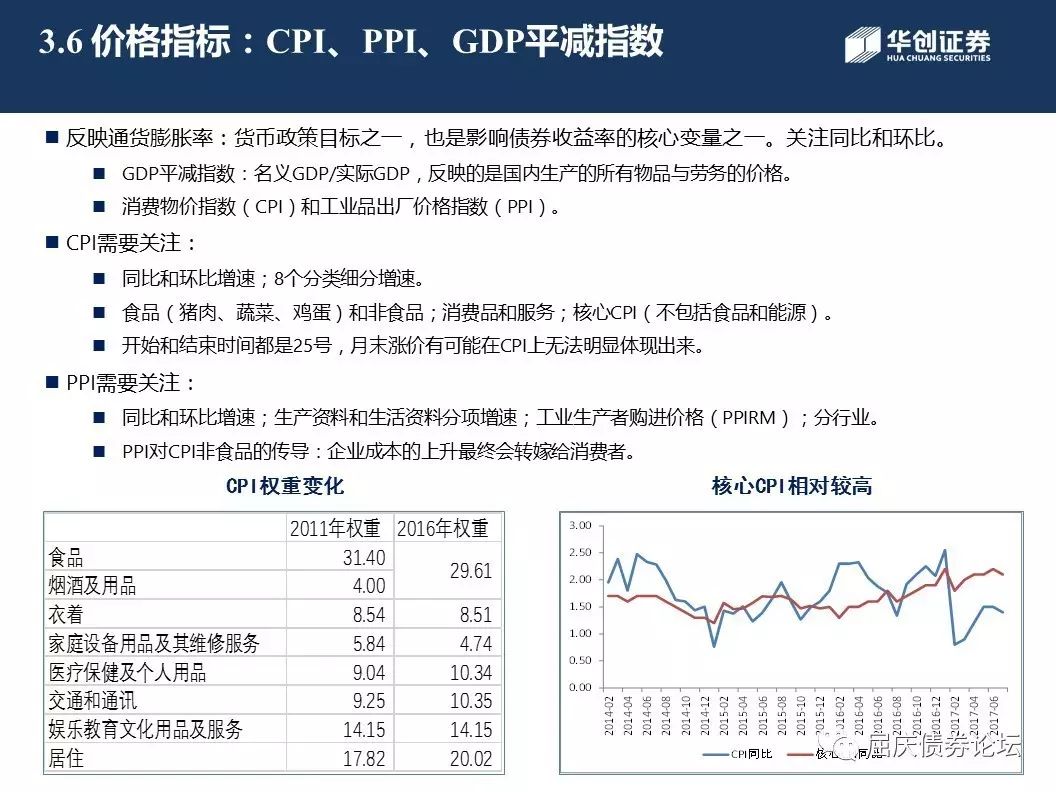 3.6 价格指标：CPI、PPI、GDP平减指数
华创证券
HUA CHUANG SECURITIES
■ 反映通货膨胀率：货币政策目标之一，也是影响债券收益率的核心变量之一。关注同比和环比。
■ GDP平减指数：名义GDP/实际GDP，反映的是国内生产的所有物品与劳务的价格。
■ 消费物价指数（CPI）和工业品出厂价格指数（PPI）。
■ CPI需要关注：
■ 同比和环比增速；8个分类细分增速。
■ 食品（猪肉、蔬菜、鸡蛋）和非食品；消费品和服务；核心CPI（不包括食品和能源）。
■ 开始和结束时间都是25号，月末涨价有可能在CPI上无法明显体现出来。
■ PPI需要关注：
■ 同比和环比增速；生产资料和生活资料分项增速；工业生产者购进价格（PPIRM）；分行业。
■ PPI对CPI非食品的传导：企业成本的上升最终会转嫁给消费者。
CPI权重变化
2011年权重 2016年权重
食品 31.40 29.61
烟酒及用品 4.00
衣着 8.54 8.51
家庭设备用品及其维修服务 5.84 4.74
医疗保健及个人用品 9.04 10.34
交通和通讯 9.25 10.35
娱乐教育文化用品及服务 14.15 14.15
居住 17.82 20.02
核心CPI相对较高
3.00
2.50
2.00
1.50
1.00
0.50
0.00
2014-02 2014-04 2014-06 2014-08 2014-10 2014-12 2015-02 2015-04 2015-06 2015-08 2015-10 2015-12 2016-02 2016-04 2016-06 2016-08 2016-10 2016-12 2017-02 2017-04 2017-06
CPI同比 核心
屈庆债券论坛